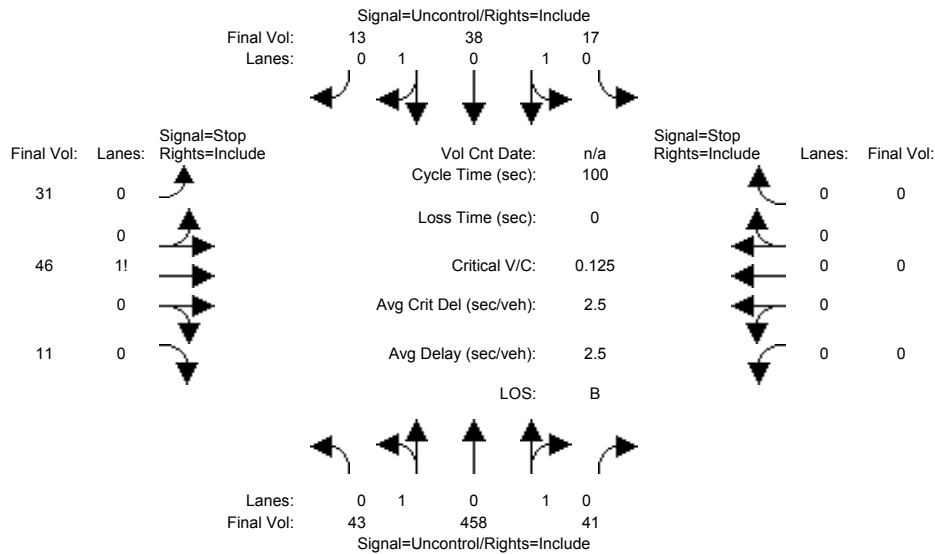 Signal=Uncontrol/Rights=Include
Final Vol: 13 38 17
Lanes: 0 1 0 1 0
Signal=Stop Signal=Stop
Final Vol: Lanes: Rights=Include Vol Cnt Date: n/a Rights=Include Lanes: Final Vol:
Cycle Time (sec): 100
31 0 0 0
Loss Time (sec): 0
0 0
46 1! Critical V/C: 0.125 0 0
0 Avg Crit Del (sec/veh): 2.5 0
11 0 Avg Delay (sec/veh): 2.5 0 0
LOS: B
Lanes: 0 1 0 1 0
Final Vol: 43 458 41
Signal=Uncontrol/Rights=Include